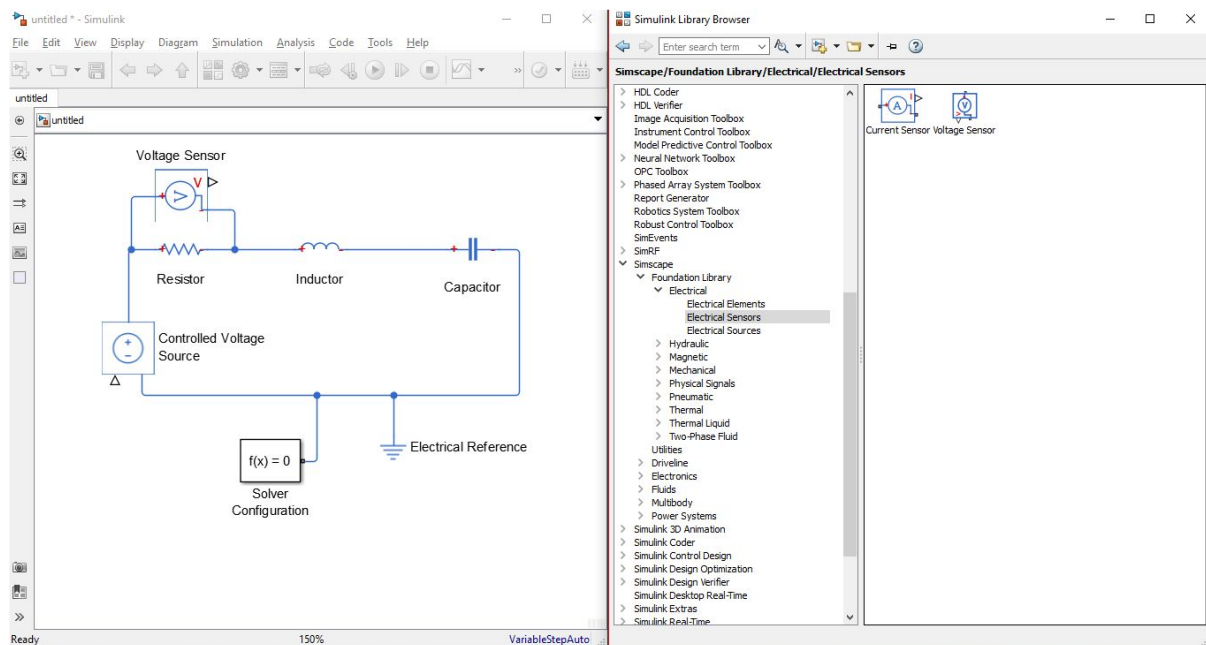 untitled * - Simulink
File Edit View Display Diagram Simulation Analysis Code Tools Help
untitled
untitled
Voltage Sensor
V
V
Resistor
Inductor
Capacitor
Controlled Voltage
Source
Electrical Reference
f(x) = 0
Solver
Configuration
Ready 150% VariableStepAuto
Simulink Library Browser
Enter search term
Simscape/Foundation Library/Electrical/Electrical Sensors
HDL Coder
HDL Verifier
Image Acquisition Toolbox
Instrument Control Toolbox
Model Predictive Control Toolbox
Neural Network Toolbox
OPC Toolbox
Phased Array System Toolbox
Report Generator
Robotics System Toolbox
Robust Control Toolbox
SimEvents
SimRF
Simscape
Foundation Library
Electrical
Electrical Elements
Electrical Sensors
Electrical Sources
Hydraulic
Magnetic
Mechanical
Physical Signals
Pneumatic
Thermal
Thermal Liquid
Two-Phase Fluid
Utilities
Driveline
Electronics
Fluids
Multibody
Power Systems
Simulink 3D Animation
Simulink Coder
Simulink Control Design
Simulink Design Optimization
Simulink Design Verifier
Simulink Desktop Real-Time
Simulink Extras
Simulink Real-Time
A I
V
Current Sensor Voltage Sensor